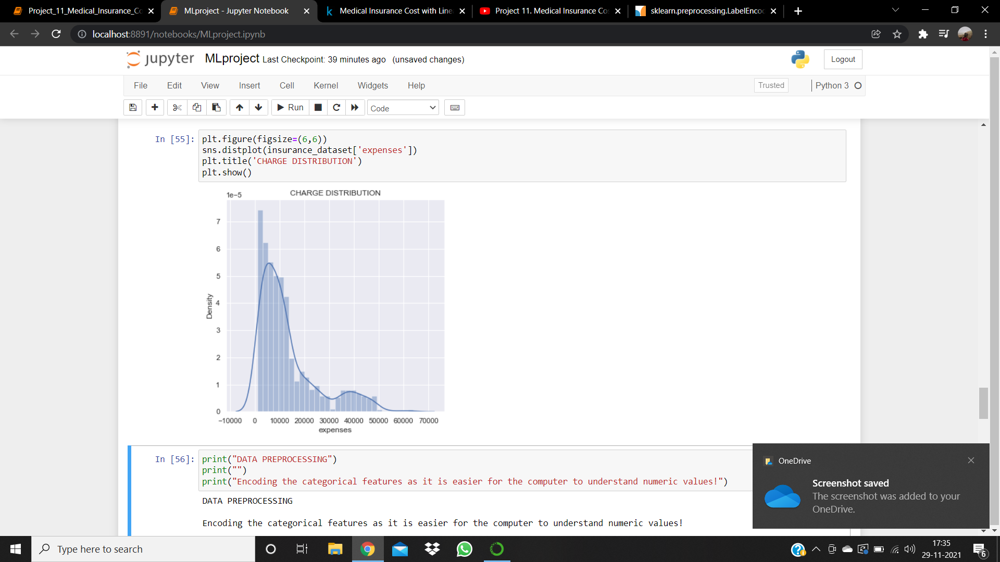 Project_11_Medical_Insurance_Co
MLproject - Jupyter Notebook
Medical Insurance Cost with Line
Project 11. Medical Insurance Cos
sklearn.preprocessing.LabelEncod
localhost:8891/notebooks/MLproject.ipynb
jupyter MLproject Last Checkpoint: 39 minutes ago (unsaved changes)
Logout
File Edit View Insert Cell Kernel Widgets Help
Trusted
Python 3
Run
Code
In [55]: plt.figure(figsize=(6,6))
sns.distplot(insurance_dataset['expenses'])
plt.title('CHARGE DISTRIBUTION')
plt.show()
1e−5
CHARGE DISTRIBUTION
7
6
5
4
3
2
1
0
Density
−10000 0 10000 20000 30000 40000 50000 60000 70000
expenses
In [56]: print("DATA PREPROCESSING")
print("")
print("Encoding the categorical features as it is easier for the computer to understand numeric values!")
DATA PREPROCESSING
Encoding the categorical features as it is easier for the computer to understand numeric values!
OneDrive
Screenshot saved
The screenshot was added to your
OneDrive.
Type here to search
17:35
29-11-2021
6